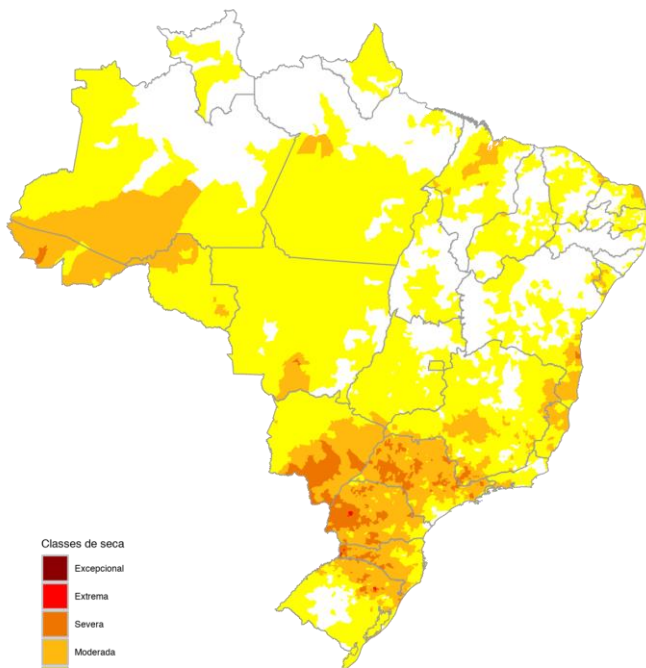 Classes de seca
Excepcional
Extrema
Severa
Moderada